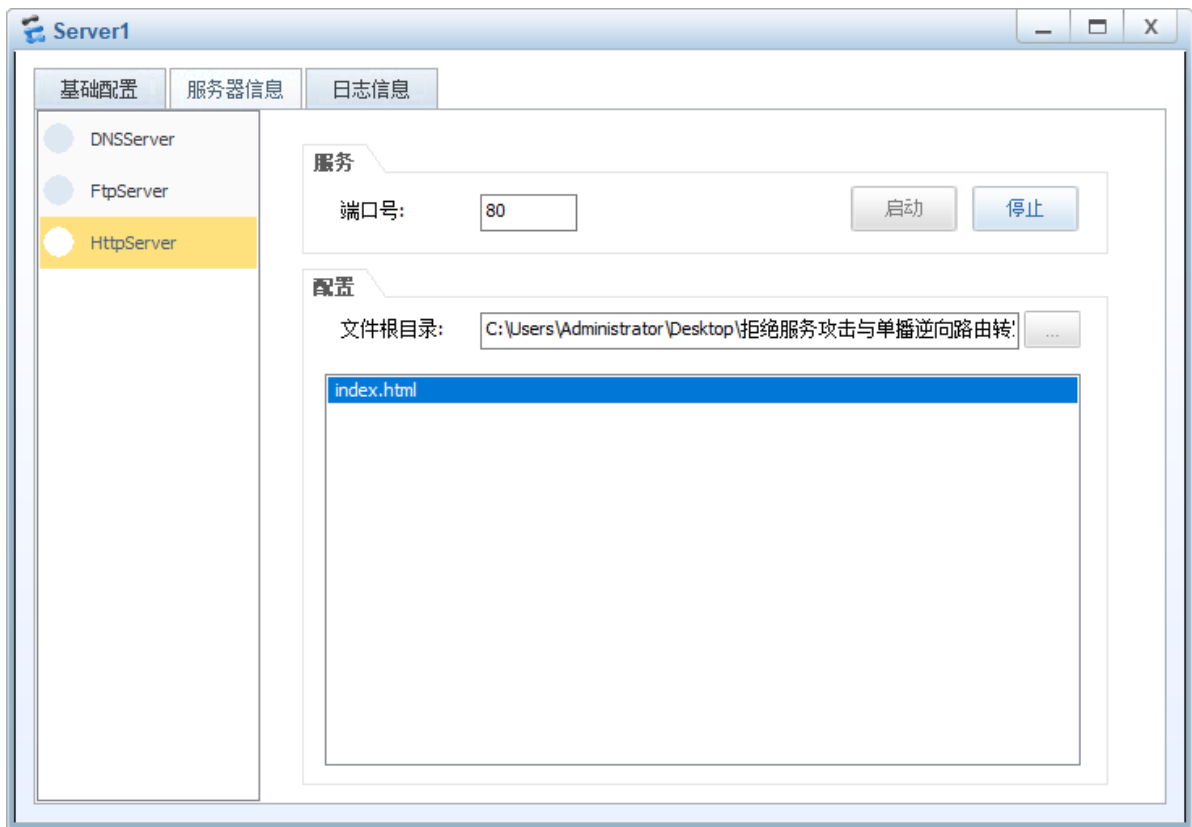 Server1
X
基础配置 服务器信息 日志信息
DNSServer
FtpServer
HttpServer
服务
端口号: 80 启动 停止
配置
文件根目录: C:\Users\Administrator\Desktop\拒绝服务攻击与单播逆向路由转 ...
index.html